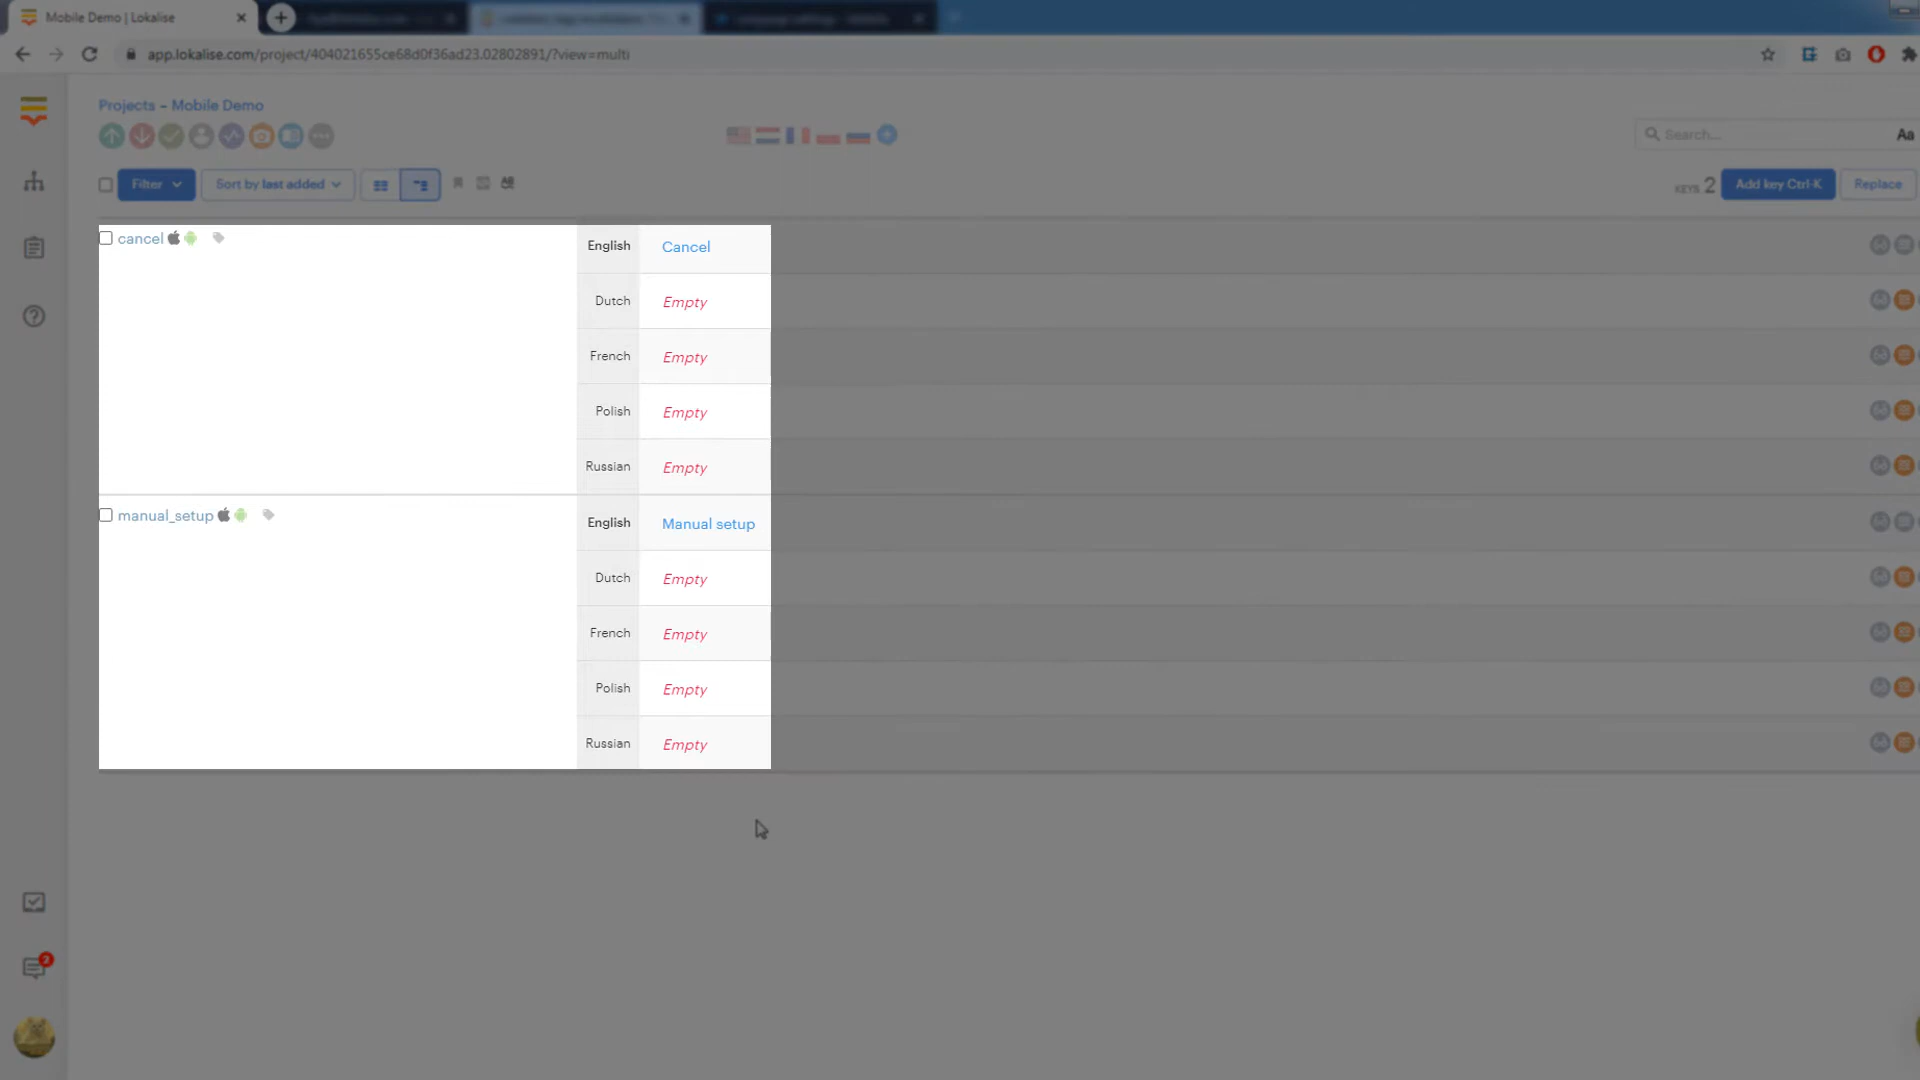 Mobile Demo | Lokalise
app.lokalise.com/project/404021655ce68d0f36ad23.02802891/?view=multi
Projects – Mobile Demo
Search...
Aa
Filter
Sort by last added
KEYS 2
Add key Ctrl-K
Replace
cancel
English Cancel
Dutch Empty
French Empty
Polish Empty
Russian Empty
manual_setup
English Manual setup
Dutch Empty
French Empty
Polish Empty
Russian Empty
2